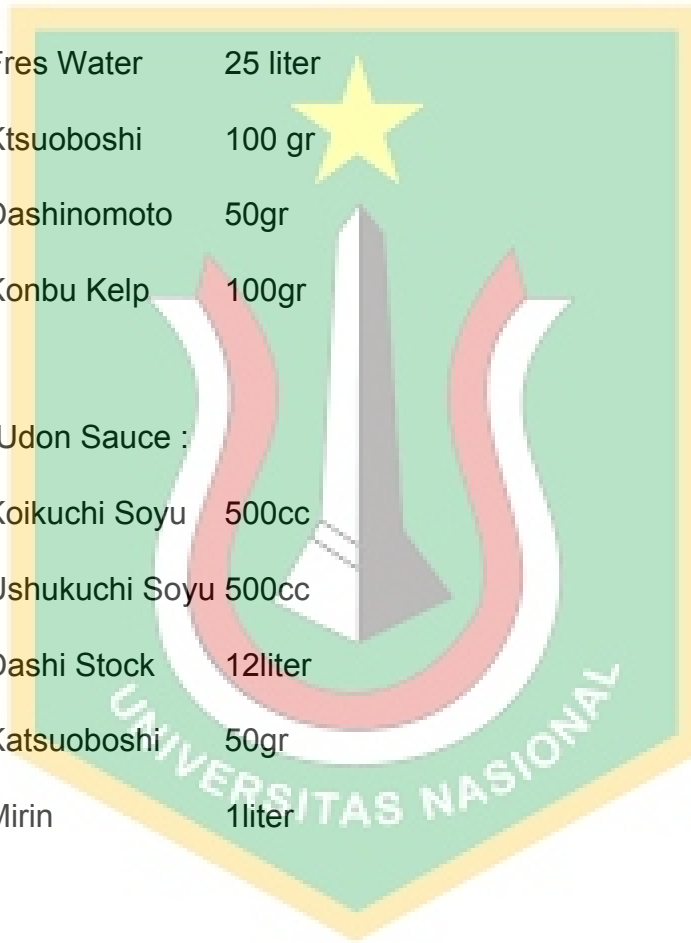 Fres Water 25 liter
Ktsuoboshi 100 gr
Dashinomoto 50gr
Konbu Kelp 100gr
Udon Sauce :
Koikuchi Soyu 500cc
Ushukuchi Soyu 500cc
Dashi Stock 12liter
Katsuoboshi 50gr
Mirin 1liter
UNIVERSITAS NASIONAL